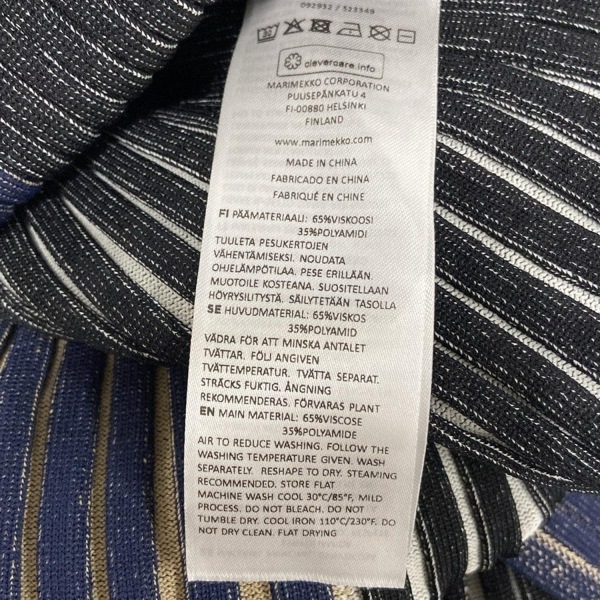 092932 / 323349
clevercare.info
MARIMEKKO CORPORATION
PUUSEPÄNKATU 4
FI-00880 HELSINKI
FINLAND
www.marimekko.com
MADE IN CHINA
FABRICADO EN CHINA
FABRIQUÉ EN CHINE
FI PÄÄMATERIAALI: 65%VISKOOSI
35%POLYAMIDI
TUULETA PESUKERTOJEN
VÄHENTÄMISEKSI. NOUDATA
OHJELÄMPÖTILAA. PESE ERILLÄÄN.
MUOTOILE KOSTEANA. SUOSITELLAAN
HÖYRYSILITYSTÄ. SÄILYTETÄÄN TASOLLA
SE HUVUDMATERIAL: 65%VISKOS
35%POLYAMID
VÄDRA FÖR ATT MINSKA ANTALET
TVÄTTAR. FÖLJ ANGIVEN
TVÄTTEMPERATUR. TVÄTTA SEPARAT.
STRÄCKS FUKTIG. ÅNGNING
REKOMMENDERAS. FÖRVARAS PLANT
EN MAIN MATERIAL: 65%VISCOSE
35%POLYAMIDE
AIR TO REDUCE WASHING. FOLLOW THE
WASHING TEMPERATURE GIVEN. WASH
SEPARATELY. RESHAPE TO DRY. STEAMING
RECOMMENDED. STORE FLAT
MACHINE WASH COOL 30°C/85°F, MILD
PROCESS. DO NOT BLEACH. DO NOT
TUMBLE DRY. COOL IRON 110°C/230°F. DO
NOT DRY CLEAN. FLAT DRYING